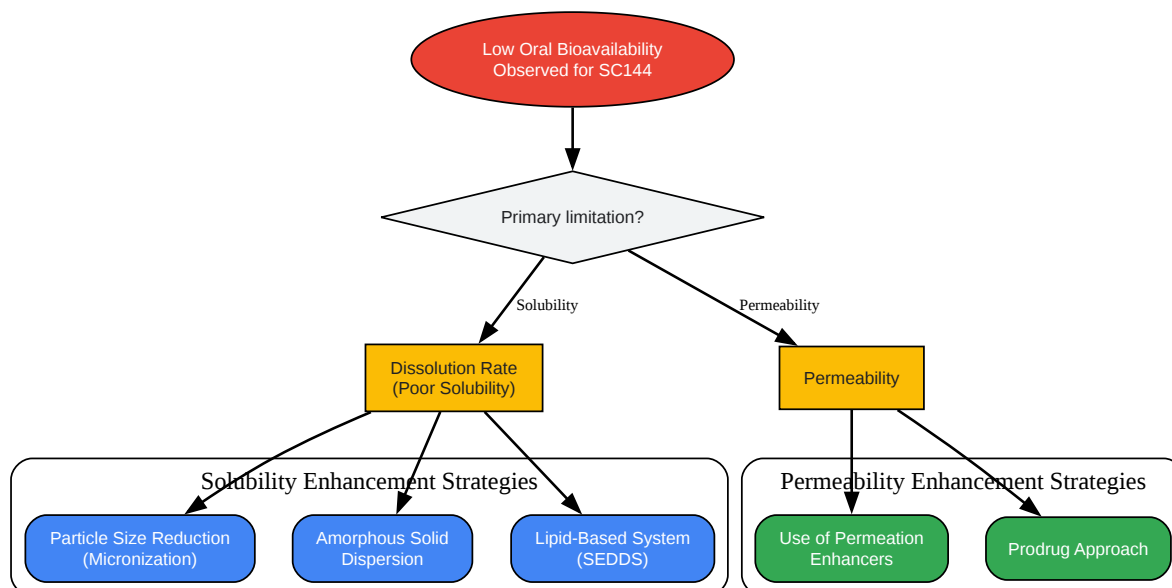 Low Oral Bioavailability
Observed for SC144
Primary limitation?
Solubility
Permeability
Dissolution Rate
(Poor Solubility)
Permeability
Solubility Enhancement Strategies
Permeability Enhancement Strategies
Particle Size Reduction
(Micronization)
Amorphous Solid
Dispersion
Lipid-Based System
(SEDDS)
Use of Permeation
Enhancers
Prodrug Approach